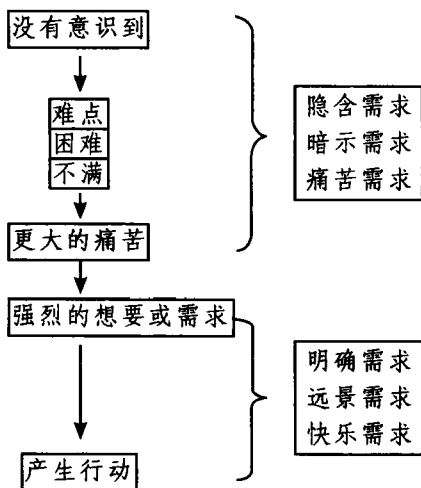 没有意识到
难点
困难
不满
更大的痛苦
隐含需求
暗示需求
痛苦需求
强烈的想要或需求
产生行动
明确需求
远景需求
快乐需求